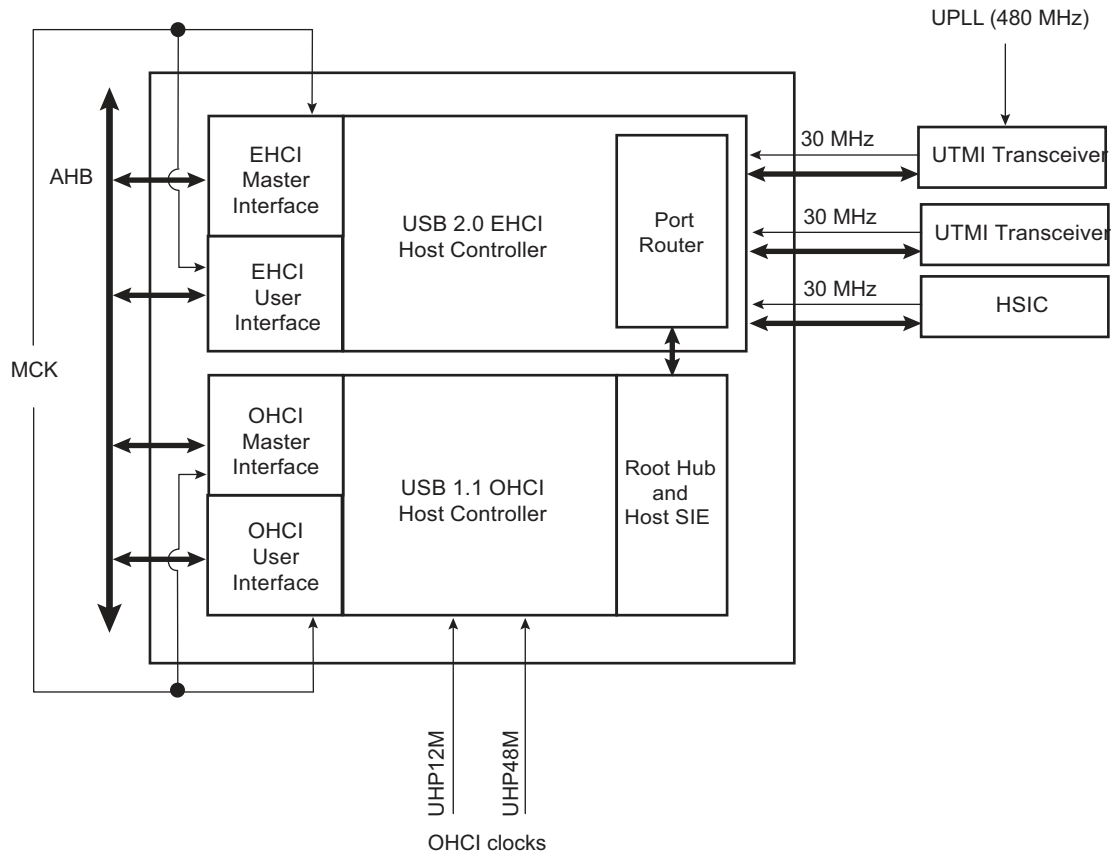 UPLL (480 MHz)
AHB
MCK
EHCI
Master
Interface
EHCI
User
Interface
USB 2.0 EHCI
Host Controller
Port
Router
30 MHz
UTMI Transceiver
30 MHz
UTMI Transceiver
30 MHz
HSIC
OHCI
Master
Interface
OHCI
User
Interface
USB 1.1 OHCI
Host Controller
Root Hub
and
Host SIE
UHP12M
UHP48M
OHCI clocks